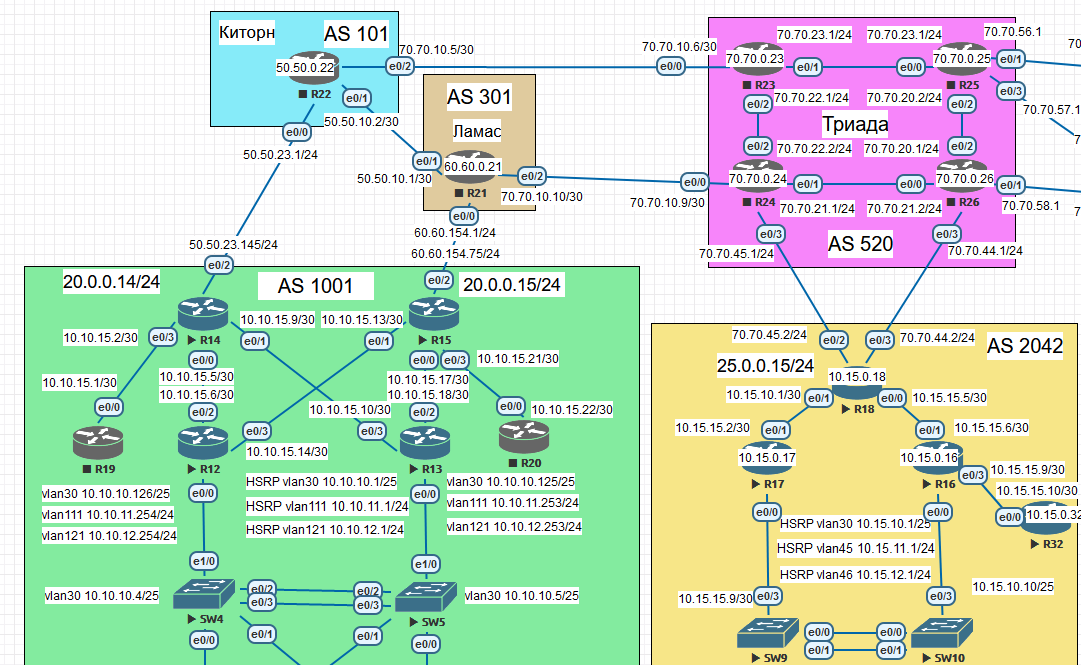 Киторн
AS 101
50.50.0.22
R22
e0/2
70.70.10.5/30
e0/1
50.50.10.2/30
e0/0
50.50.23.1/24
AS 301
Ламас
e0/1
60.60.0.21
e0/2
50.50.10.1/30
R21
70.70.10.10/30
e0/0
60.60.154.1/24
60.60.154.75/24
70.70.10.6/30
e0/0
70.70.23.1/24
70.70.23.1/24
70.70.56.1
70.70.0.23
e0/1
e0/0
70.70.0.25
e0/1
R23
R25
e0/3
e0/2
70.70.22.1/24
70.70.20.2/24
e0/2
70.70.57.1
Триада
e0/2
70.70.22.2/24
70.70.20.1/24
e0/2
e0/0
70.70.0.24
e0/1
e0/0
70.70.0.26
e0/1
70.70.10.9/30
R24
70.70.21.1/24
70.70.21.2/24
R26
70.70.58.1
e0/3
e0/3
AS 520
70.70.45.1/24
70.70.44.1/24
50.50.23.145/24
e0/2
20.0.0.14/24
AS 1001
e0/2
20.0.0.15/24
10.10.15.9/30
10.10.15.13/30
10.10.15.2/30
e0/3
R14
e0/1
e0/1
R15
e0/0
e0/0
e0/3
10.10.15.21/30
10.10.15.1/30
10.10.15.5/30
10.10.15.6/30
10.10.15.17/30
10.10.15.18/30
e0/0
e0/2
10.10.15.10/30
e0/2
e0/0
10.10.15.22/30
e0/3
e0/3
R19
R12
10.10.15.14/30
R13
R20
vlan30 10.10.10.126/25
e0/0
HSRP vlan30 10.10.10.1/25
e0/0
vlan30 10.10.10.125/25
vlan111 10.10.11.254/24
HSRP vlan111 10.10.11.1/24
vlan111 10.10.11.253/24
vlan121 10.10.12.254/24
HSRP vlan121 10.10.12.1/24
vlan121 10.10.12.253/24
e1/0
e1/0
vlan30 10.10.10.4/25
e0/2
e0/3
e0/2
e0/3
vlan30 10.10.10.5/25
SW4
SW5
e0/0
e0/1
e0/1
e0/0
70.70.45.2/24
e0/2
e0/3
70.70.44.2/24
AS 2042
25.0.0.15/24
10.15.0.18
10.15.10.1/30
e0/1
R18
e0/0
10.15.15.5/30
10.15.15.2/30
e0/1
e0/1
10.15.15.6/30
10.15.0.17
10.15.0.16
R17
R16
e0/3
10.15.15.9/30
10.15.15.10/30
e0/0
HSRP vlan30 10.15.10.1/25
e0/0
e0/0
10.15.0.32
R32
HSRP vlan45 10.15.11.1/24
HSRP vlan46 10.15.12.1/24
10.15.15.9/30
e0/3
e0/3
10.15.10.10/25
SW9
e0/0
e0/1
e0/0
e0/1
SW10